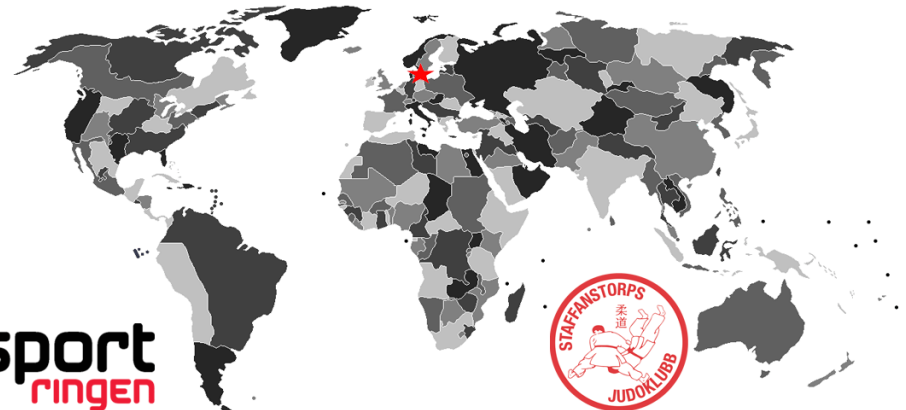 sport
ringen
STAFFANSTORPS
柔
道
JUDOKLUBB